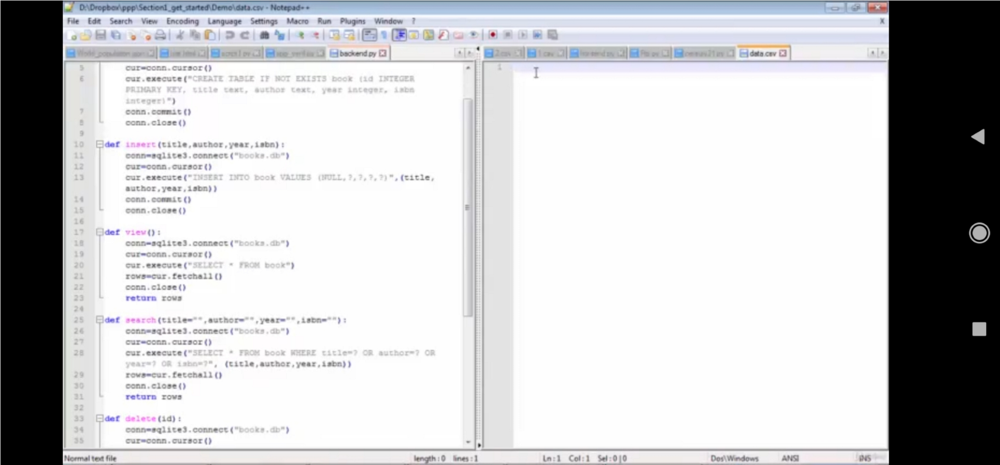 D:\Dropbox\ppp\Section1_get_started\Demo\data.csv - Notepad++
File Edit Search View Encoding Language Settings Macro Run Plugins Window ? X
backend.py 2.csv 1.csv frontend.py data.csv
5 cur=conn.cursor()
6 cur.execute("CREATE TABLE IF NOT EXISTS book (id INTEGER
PRIMARY KEY, title text, author text, year integer, isbn
integer)")
7 conn.commit()
8 conn.close()
9
10 def insert(title,author,year,isbn):
11 conn=sqlite3.connect("books.db")
12 cur=conn.cursor()
13 cur.execute("INSERT INTO book VALUES (NULL,?,?,?,?)",(title,
author,year,isbn))
14 conn.commit()
15 conn.close()
16
17 def view():
18 conn=sqlite3.connect("books.db")
19 cur=conn.cursor()
20 cur.execute("SELECT * FROM book")
21 rows=cur.fetchall()
22 conn.close()
23 return rows
24
25 def search(title="",author="",year="",isbn=""):
26 conn=sqlite3.connect("books.db")
27 cur=conn.cursor()
28 cur.execute("SELECT * FROM book WHERE title=? OR author=? OR
year=? OR isbn=?", (title,author,year,isbn))
29 rows=cur.fetchall()
30 conn.close()
31 return rows
32
33 def delete(id):
34 conn=sqlite3.connect("books.db")
35 cur=conn.cursor()
1
Normal text file length : 0 lines : 1 Ln : 1 Col : 1 Sel : 0 | 0 Dos\Windows ANSI INS